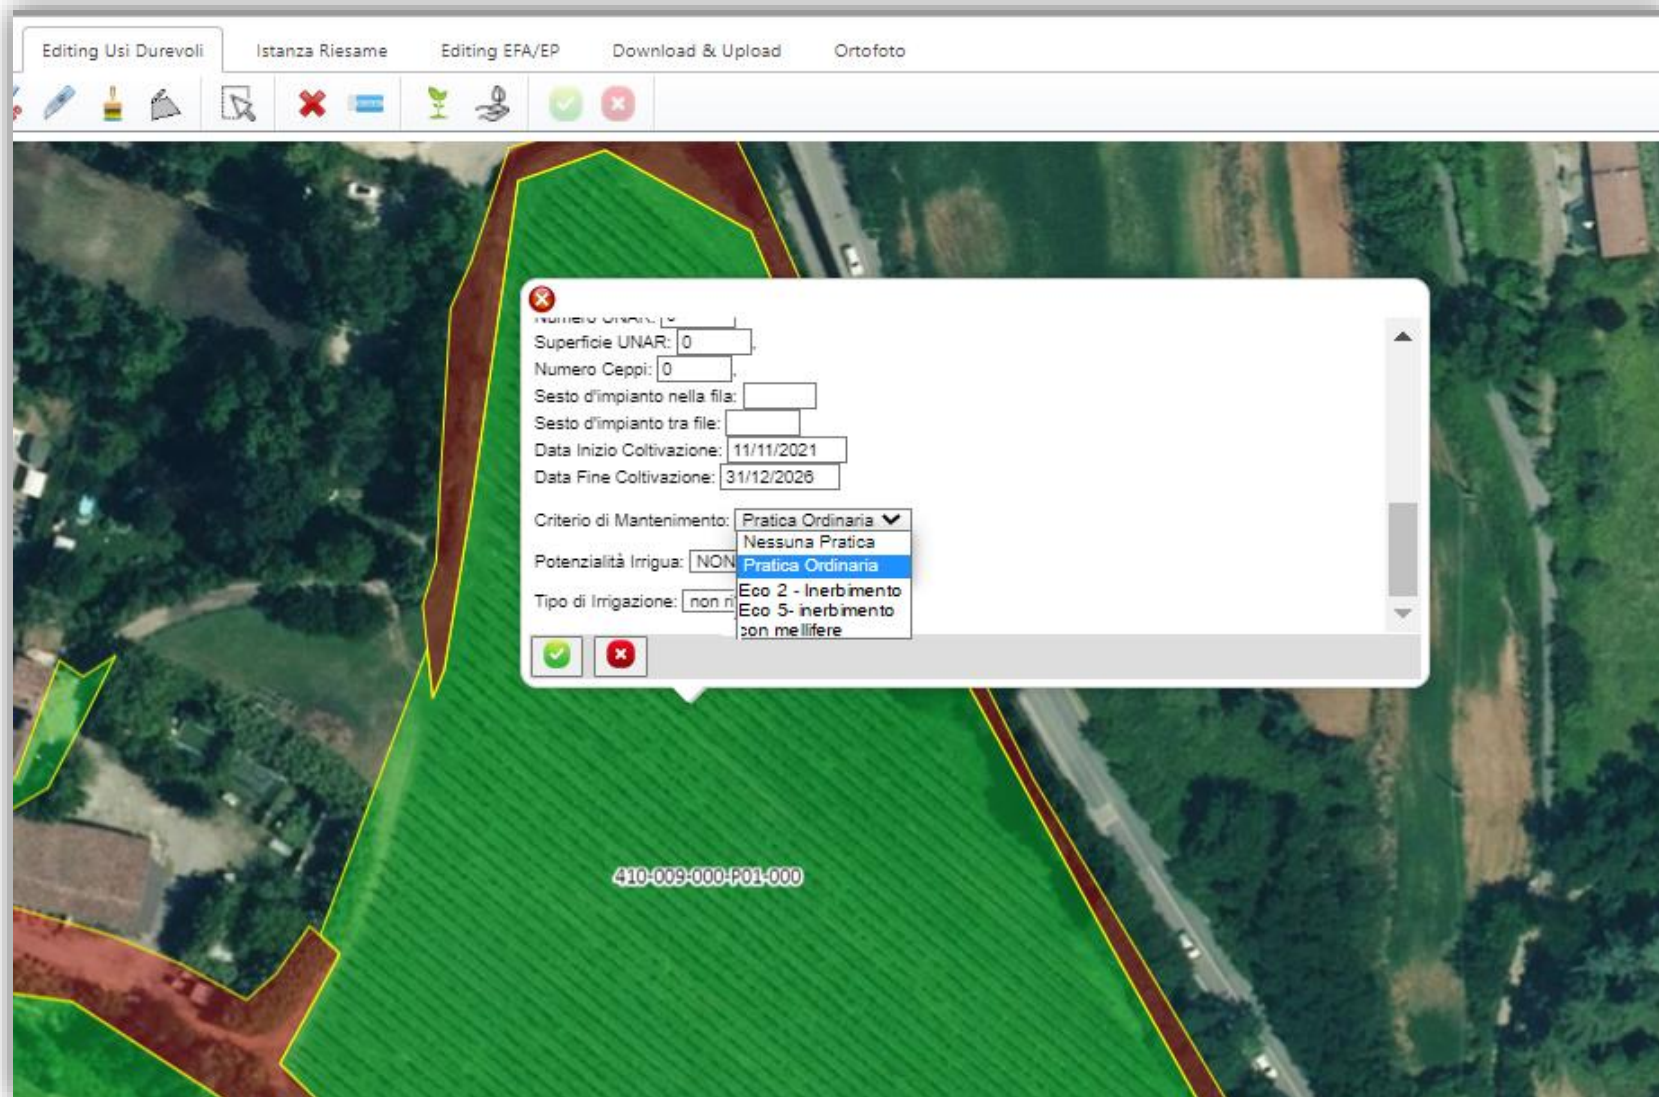 Editing Usi Durevoli Istanza Riesame Editing EFA/EP Download & Upload Ortofoto
Numero UNAR:
Superficie UNAR: 0 ,
Numero Ceppi: 0 ,
Sesto d'impianto nella fila:
Sesto d'impianto tra file:
Data Inizio Coltivazione: 11/11/2021
Data Fine Coltivazione: 31/12/2026
Criterio di Mantenimento: Pratica Ordinaria
Nessuna Pratica
Potenzialità Irrigua: NON Pratica Ordinaria
Eco 2 - Inerbimento
Tipo di Irrigazione: non Eco 5- inerbimento
con mellifere
410-009-000-P01-000